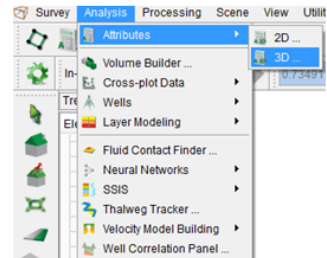 Survey Analysis Processing Scene View Utilit
Attributes 2D ...
3D ...
In- 0.73491
Volume Builder ...
Tre Cross-plot Data
Ele Wells
Layer Modeling
Fluid Contact Finder ...
Neural Networks
SSIS
Thalweg Tracker ...
Velocity Model Building
Well Correlation Panel ...